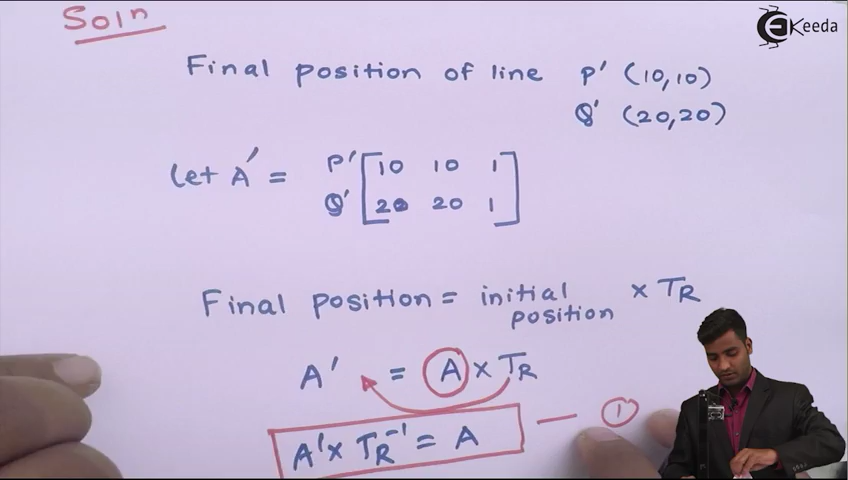 Soln
Ekeeda
Final position of line P' (10,10)
Q' (20,20)
Let A' = P' [10 10 1]
Q' [20 20 1]
Final position = initial position × TR
A' = A × TR
A' × TR⁻¹ = A — ①